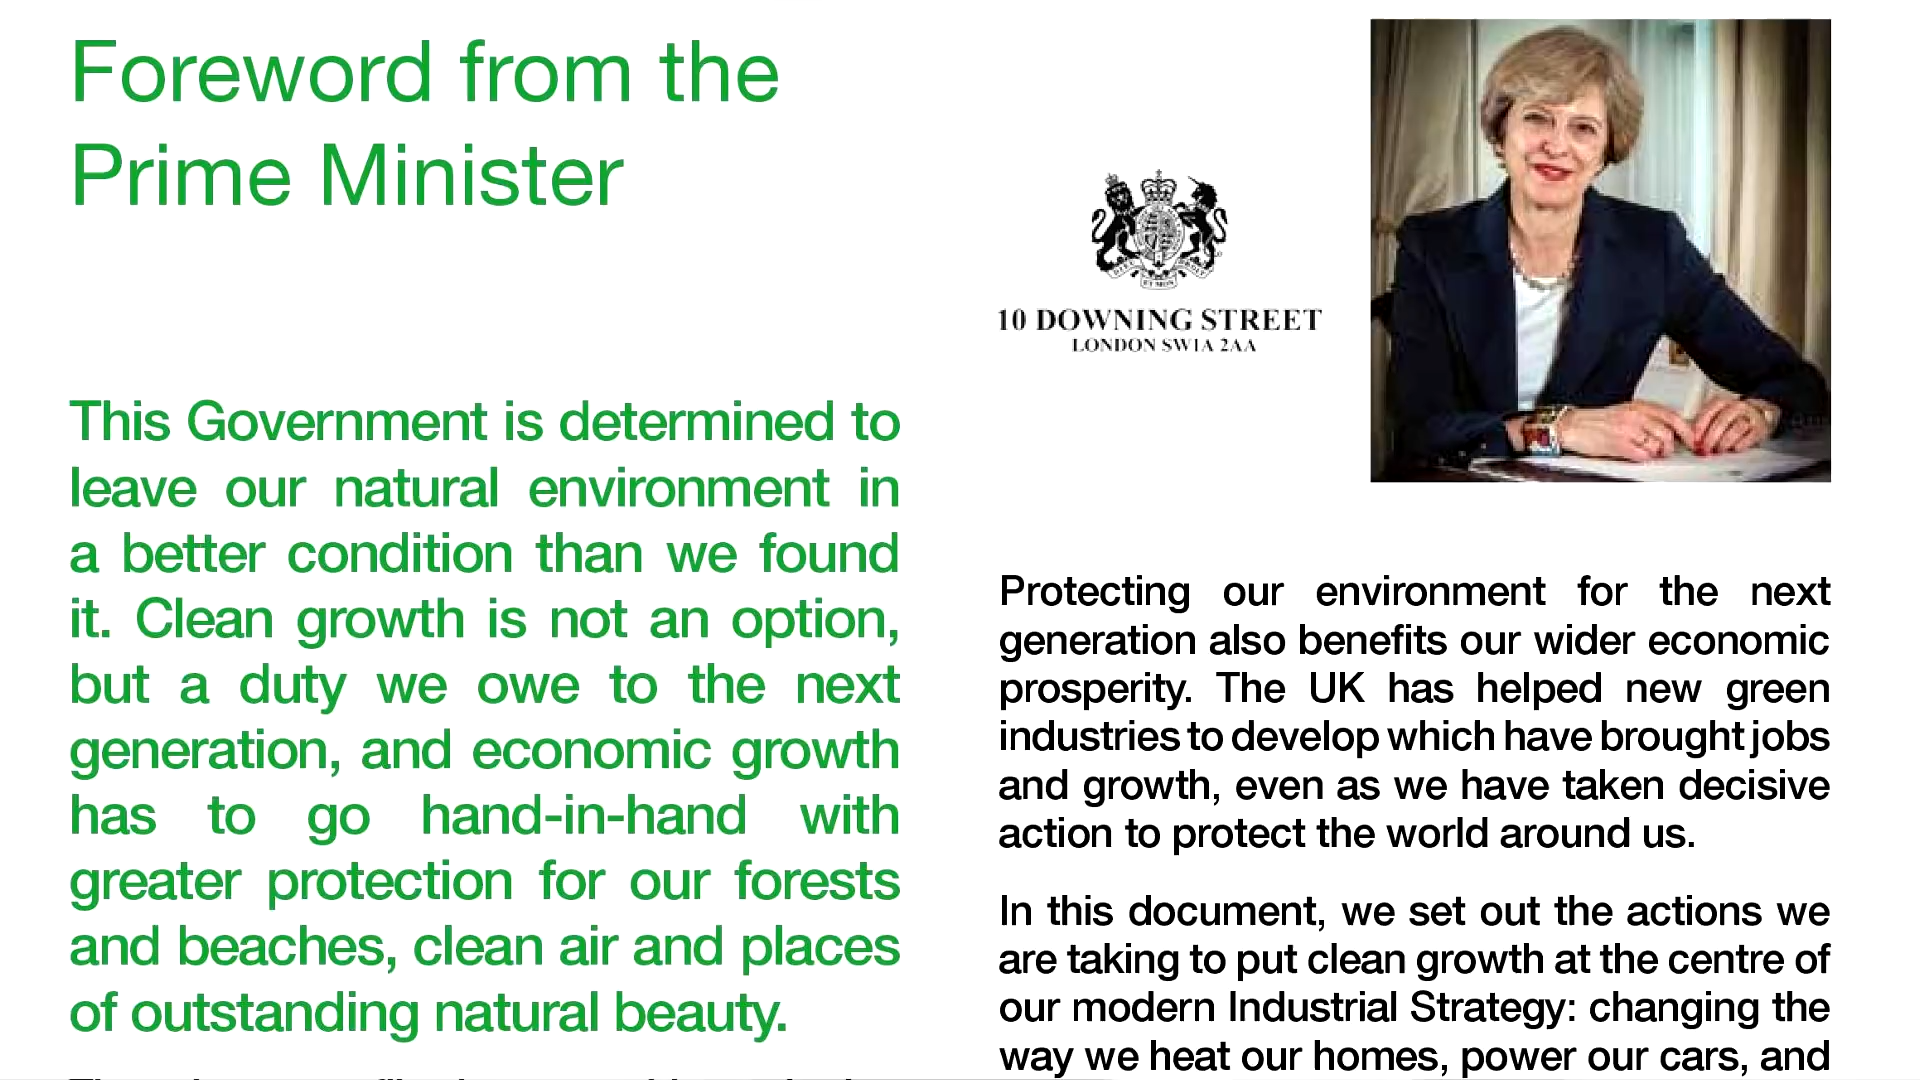 Foreword from the
Prime Minister
This Government is determined to
leave our natural environment in
a better condition than we found
it. Clean growth is not an option,
but a duty we owe to the next
generation, and economic growth
has to go hand-in-hand with
greater protection for our forests
and beaches, clean air and places
of outstanding natural beauty.
10 DOWNING STREET
LONDON SW1A 2AA
Protecting our environment for the next
generation also benefits our wider economic
prosperity. The UK has helped new green
industries to develop which have brought jobs
and growth, even as we have taken decisive
action to protect the world around us.
In this document, we set out the actions we
are taking to put clean growth at the centre of
our modern Industrial Strategy: changing the
way we heat our homes, power our cars, and